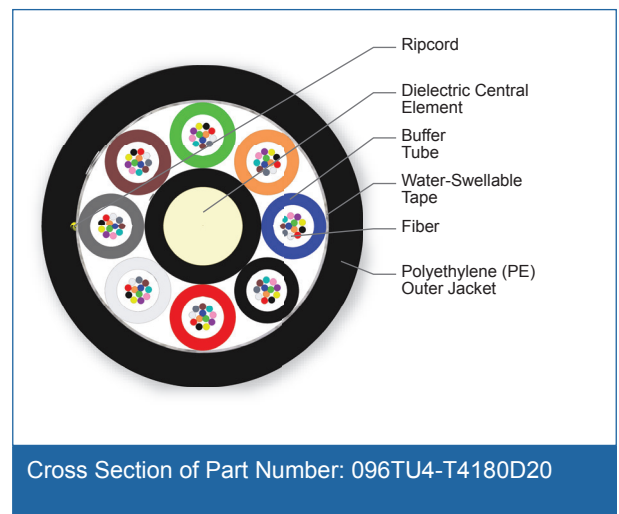 Ripcord
Dielectric Central
Element
Buffer
Tube
Water-Swellable
Tape
Fiber
Polyethylene (PE)
Outer Jacket
Cross Section of Part Number: 096TU4-T4180D20